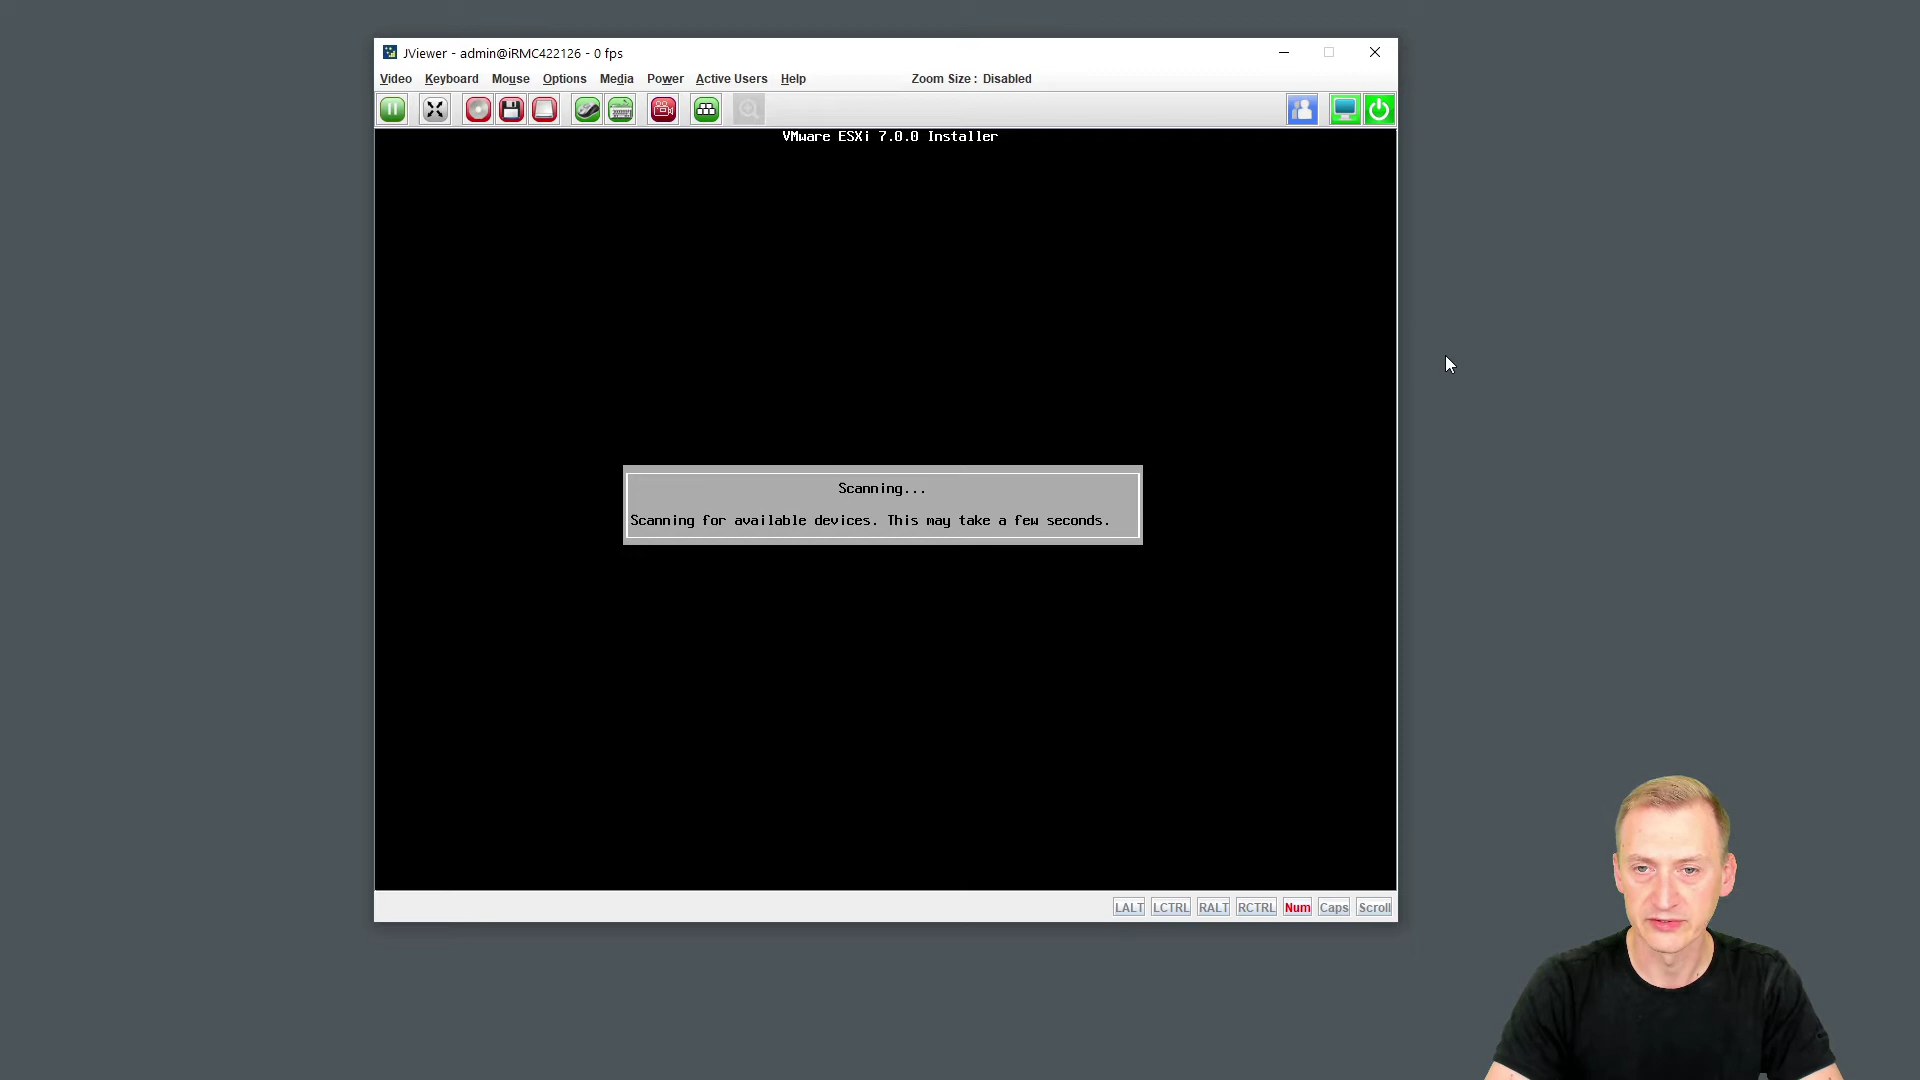 JViewer - admin@iRMC422126 - 0 fps
Video Keyboard Mouse Options Media Power Active Users Help Zoom Size : Disabled
VMware ESXi 7.0.0 Installer
Scanning...
Scanning for available devices. This may take a few seconds.
LALT LCTRL RALT RCTRL Num Caps Scroll